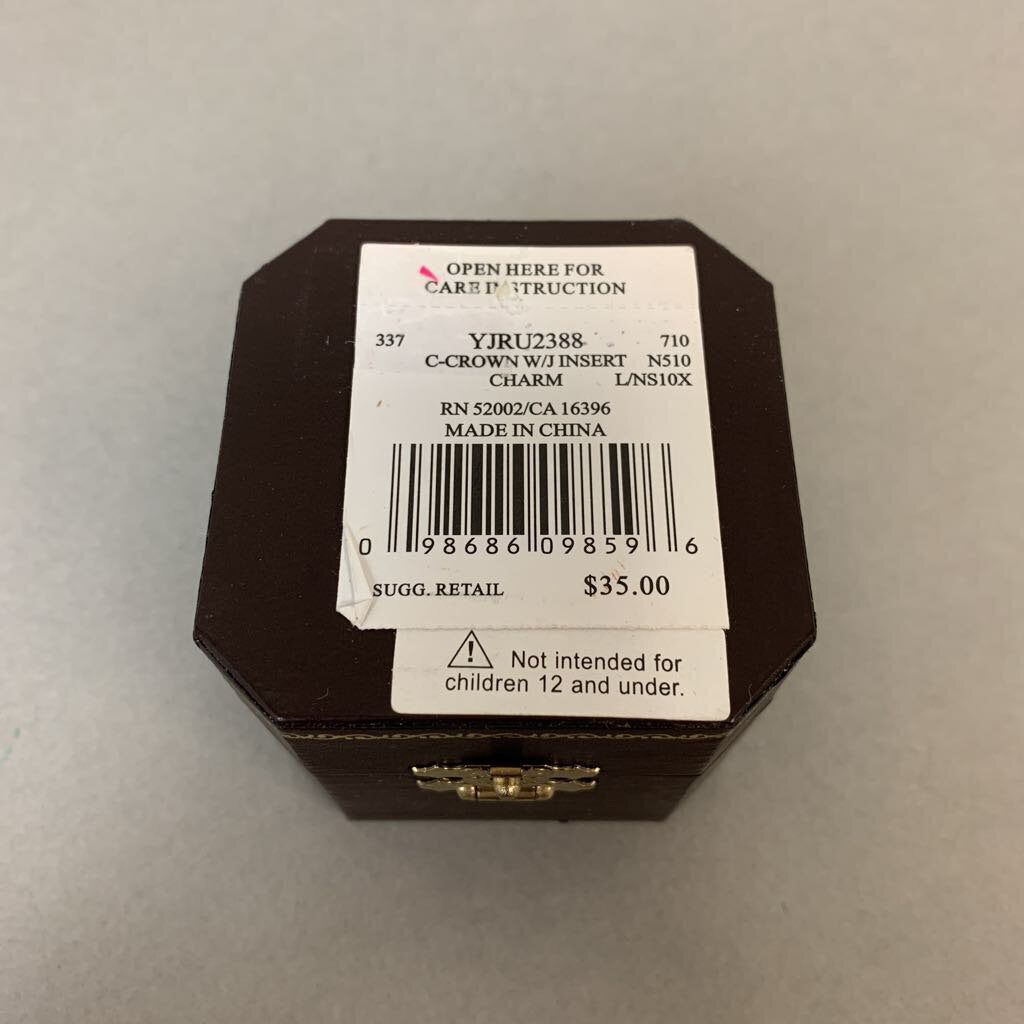 OPEN HERE FOR
CARE INSTRUCTION
337 YJRU2388 710
C-CROWN W/J INSERT N510
CHARM L/NS10X
RN 52002/CA 16396
MADE IN CHINA
0 98686 09859 6
SUGG. RETAIL $35.00
Not intended for
children 12 and under.